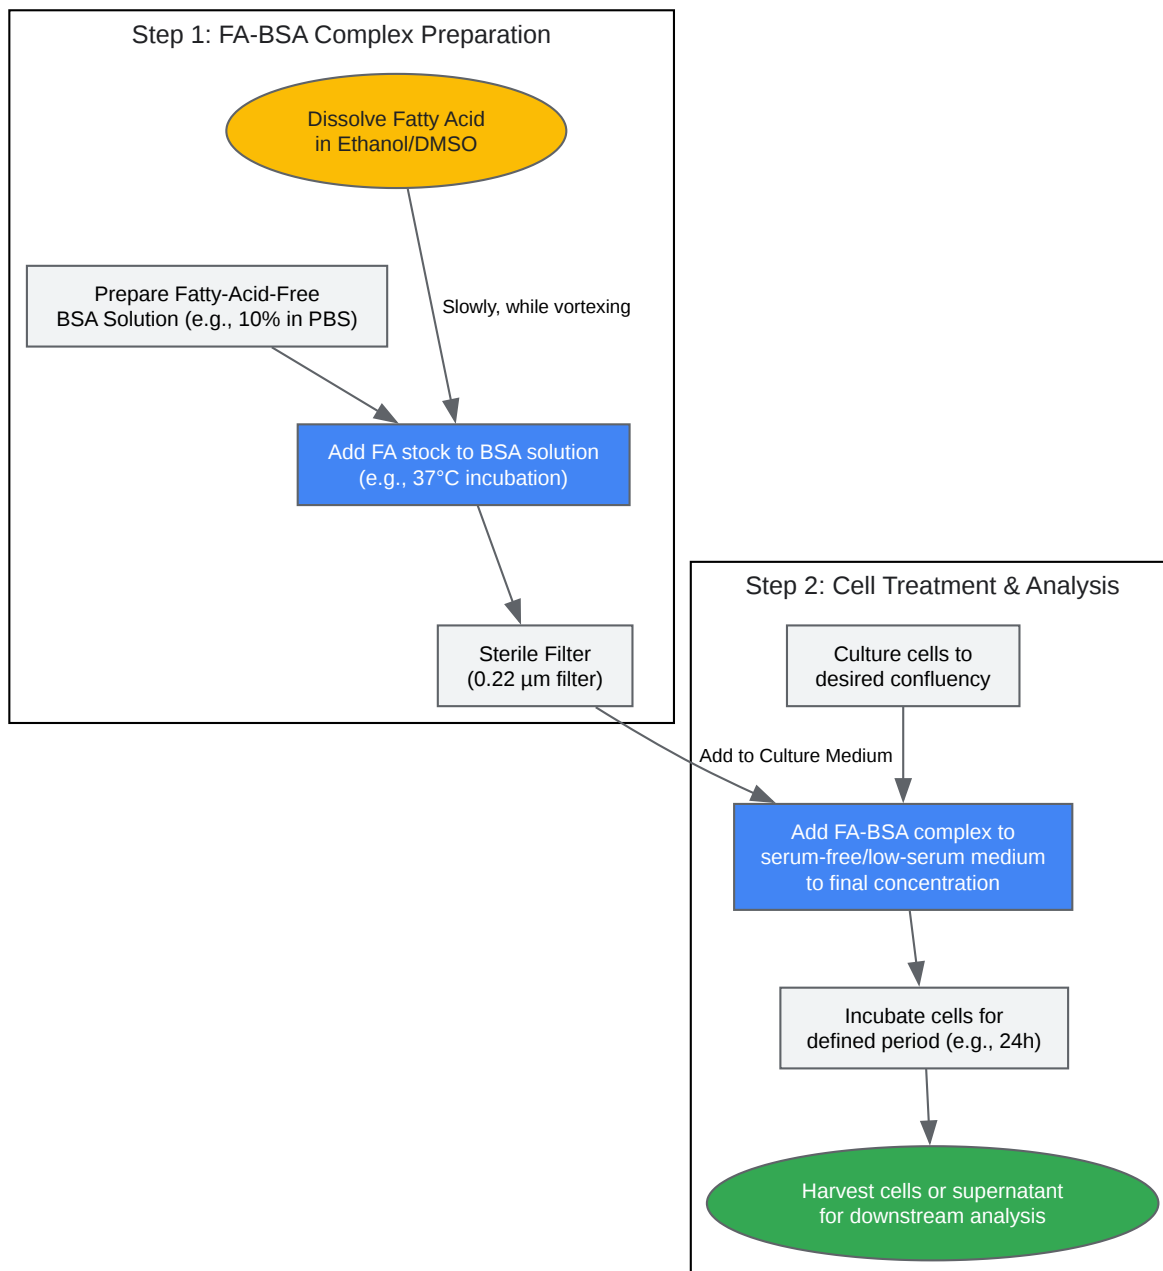 Step 1: FA-BSA Complex Preparation
Dissolve Fatty Acid
in Ethanol/DMSO
Prepare Fatty-Acid-Free
BSA Solution (e.g., 10% in PBS)
Slowly, while vortexing
Add FA stock to BSA solution
(e.g., 37°C incubation)
Sterile Filter
(0.22 µm filter)
Step 2: Cell Treatment & Analysis
Culture cells to
desired confluency
Add to Culture Medium
Add FA-BSA complex to
serum-free/low-serum medium
to final concentration
Incubate cells for
defined period (e.g., 24h)
Harvest cells or supernatant
for downstream analysis